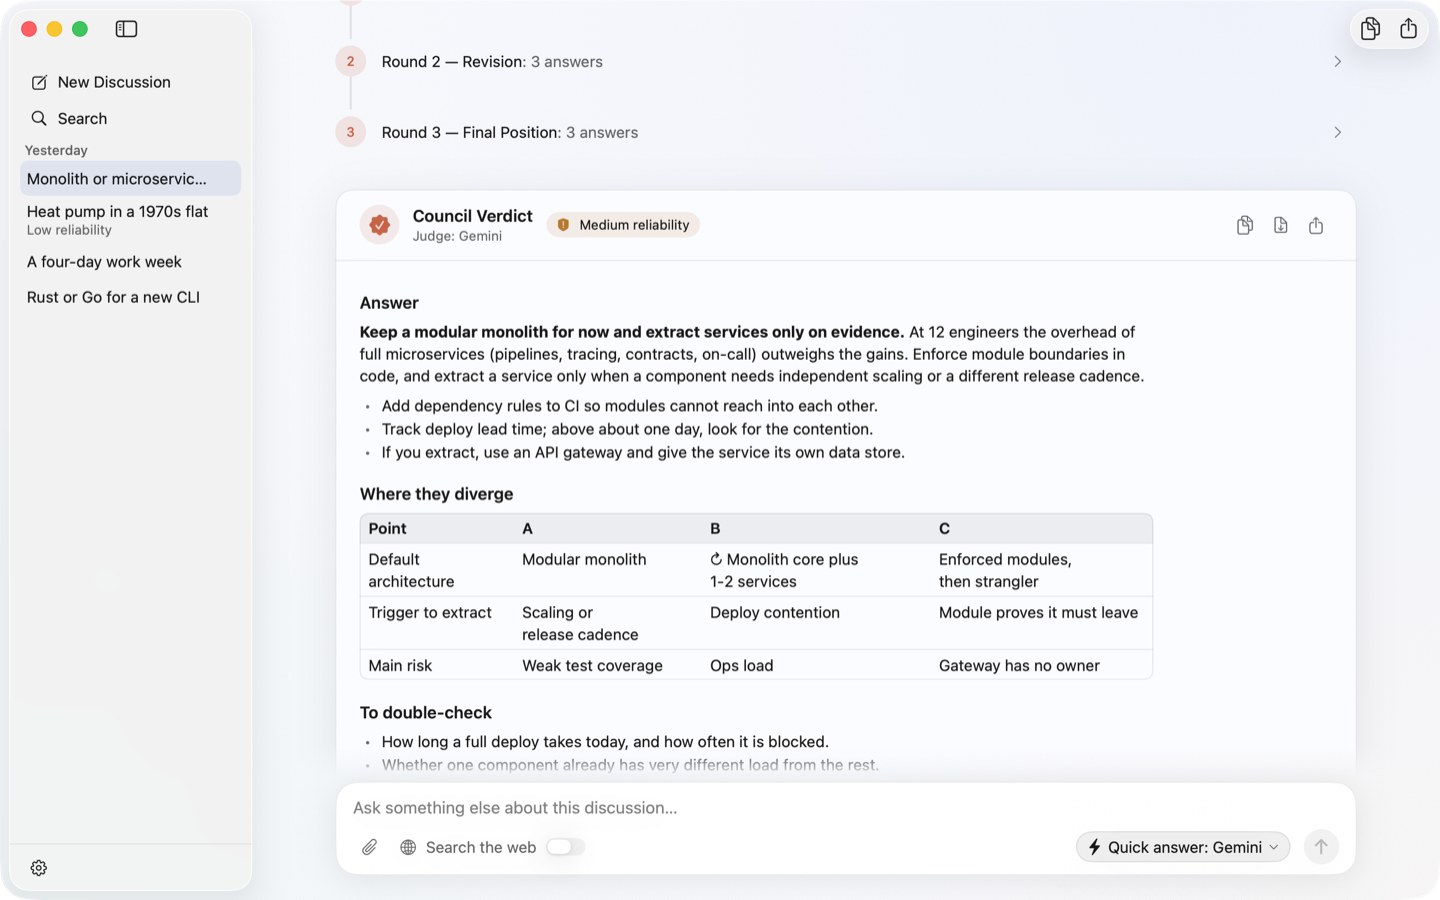 New Discussion
Search
Yesterday
Monolith or microservic...
Heat pump in a 1970s flat
Low reliability
A four-day work week
Rust or Go for a new CLI
2
Round 2 — Revision: 3 answers
3
Round 3 — Final Position: 3 answers
Council Verdict
Judge: Gemini
Medium reliability
Answer
Keep a modular monolith for now and extract services only on evidence. At 12 engineers the overhead of
full microservices (pipelines, tracing, contracts, on-call) outweighs the gains. Enforce module boundaries in
code, and extract a service only when a component needs independent scaling or a different release cadence.
• Add dependency rules to CI so modules cannot reach into each other.
• Track deploy lead time; above about one day, look for the contention.
• If you extract, use an API gateway and give the service its own data store.
Where they diverge
Point A B C
Default architecture Modular monolith ↻ Monolith core plus 1-2 services Enforced modules, then strangler
Trigger to extract Scaling or release cadence Deploy contention Module proves it must leave
Main risk Weak test coverage Ops load Gateway has no owner
To double-check
• How long a full deploy takes today, and how often it is blocked.
• Whether one component already has very different load from the rest.
Ask something else about this discussion...
Search the web
Quick answer: Gemini